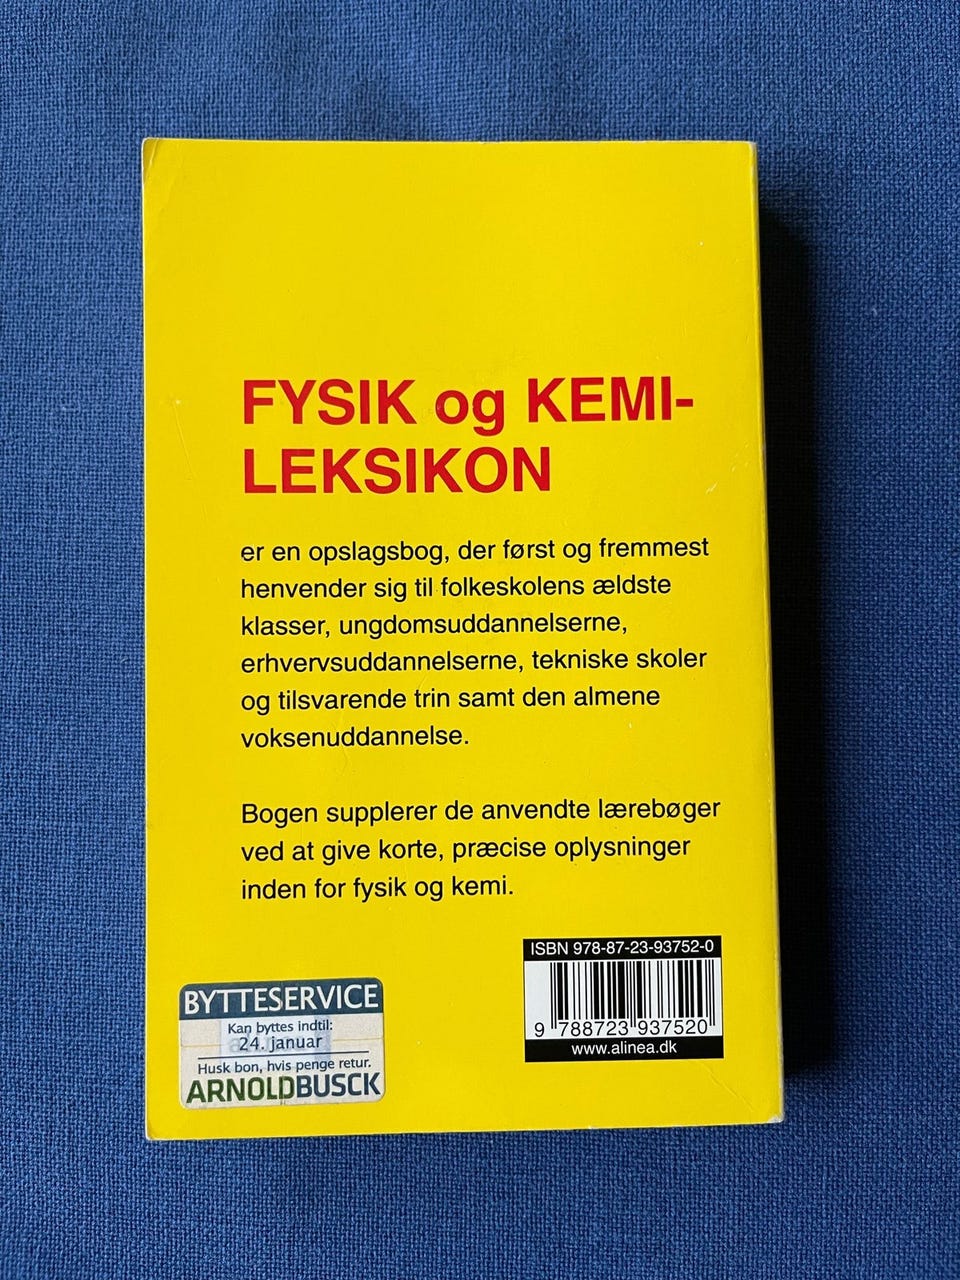 FYSIK og KEMI-
LEKSIKON
er en opslagsbog, der først og fremmest
henvender sig til folkeskolens ældste
klasser, ungdomsuddannelserne,
erhvervsuddannelserne, tekniske skoler
og tilsvarende trin samt den almene
voksenuddannelse.
Bogen supplerer de anvendte lærebøger
ved at give korte, præcise oplysninger
inden for fysik og kemi.
ISBN 978-87-23-93752-0
9 788723 937520
www.alinea.dk
BYTTESERVICE
Kan byttes indtil:
24. januar
Husk bon, hvis penge retur.
ARNOLDBUSCK